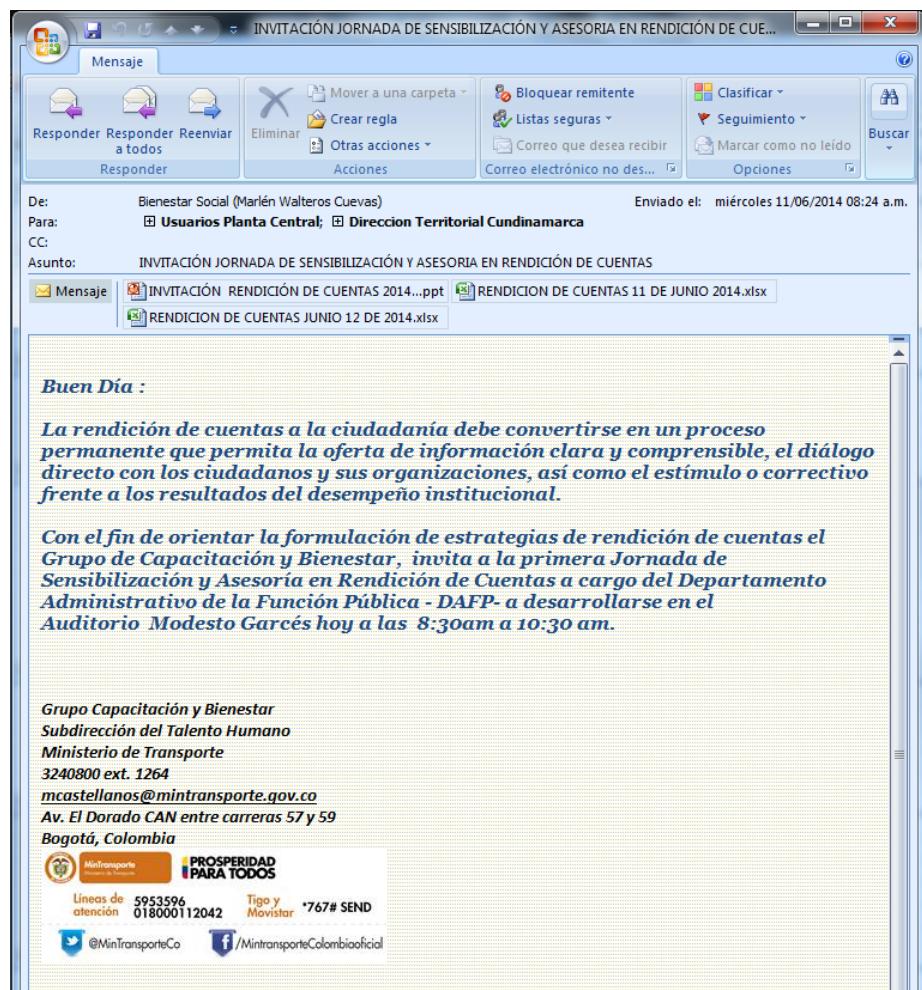 INVITACIÓN JORNADA DE SENSIBILIZACIÓN Y ASESORIA EN RENDICIÓN DE CUE...
Mensaje
Responder
Responder a todos
Reenviar
Responder
Eliminar
Mover a una carpeta
Crear regla
Otras acciones
Acciones
Bloquear remitente
Listas seguras
Correo que desea recibir
Correo electrónico no des...
Clasificar
Seguimiento
Marcar como no leído
Opciones
Buscar
De: Bienestar Social (Marlén Walteros Cuevas) Enviado el: miércoles 11/06/2014 08:24 a.m.
Para: Usuarios Planta Central; Direccion Territorial Cundinamarca
CC:
Asunto: INVITACIÓN JORNADA DE SENSIBILIZACIÓN Y ASESORIA EN RENDICIÓN DE CUENTAS
Mensaje INVITACIÓN RENDICIÓN DE CUENTAS 2014...ppt RENDICION DE CUENTAS 11 DE JUNIO 2014.xlsx
RENDICION DE CUENTAS JUNIO 12 DE 2014.xlsx
Buen Día :
La rendición de cuentas a la ciudadanía debe convertirse en un proceso
permanente que permita la oferta de información clara y comprensible, el diálogo
directo con los ciudadanos y sus organizaciones, así como el estímulo o correctivo
frente a los resultados del desempeño institucional.
Con el fin de orientar la formulación de estrategias de rendición de cuentas el
Grupo de Capacitación y Bienestar, invita a la primera Jornada de
Sensibilización y Asesoría en Rendición de Cuentas a cargo del Departamento
Administrativo de la Función Pública - DAFP- a desarrollarse en el
Auditorio Modesto Garcés hoy a las 8:30am a 10:30 am.
Grupo Capacitación y Bienestar
Subdirección del Talento Humano
Ministerio de Transporte
3240800 ext. 1264
mcastellanos@mintransporte.gov.co
Av. El Dorado CAN entre carreras 57 y 59
Bogotá, Colombia
MinTransporte
Ministerio de Transporte
PROSPERIDAD
PARA TODOS
Líneas de atención 5953596 018000112042
Tigo y Movistar *767# SEND
@MinTransporteCo /MintransporteColombiaoficial